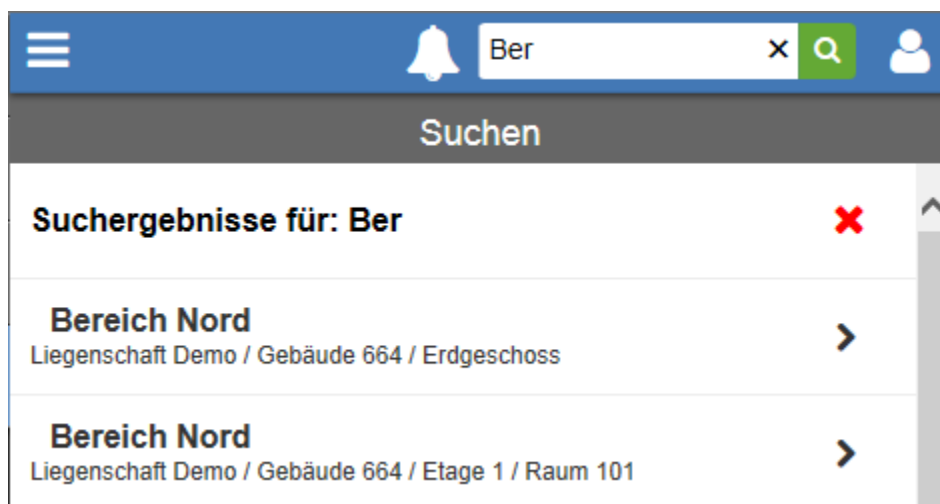 Ber
Suchen
Suchergebnisse für: Ber
Bereich Nord
Liegenschaft Demo / Gebäude 664 / Erdgeschoss
Bereich Nord
Liegenschaft Demo / Gebäude 664 / Etage 1 / Raum 101